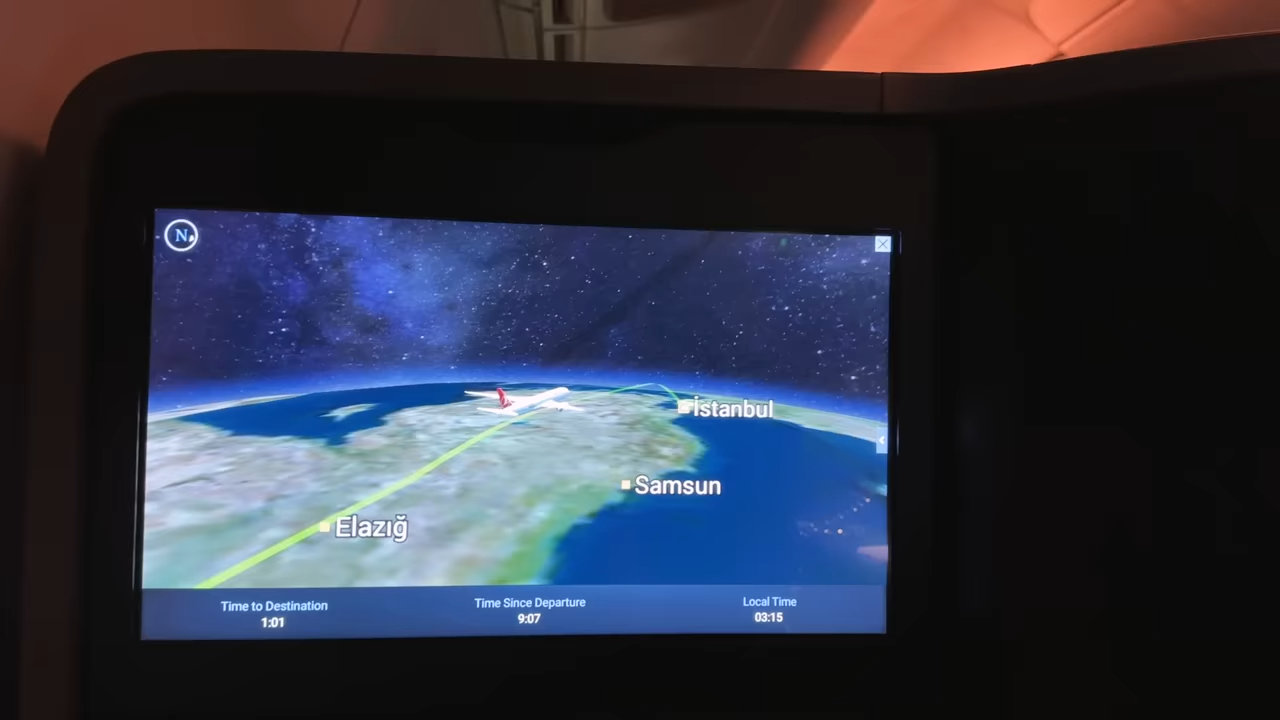 N
İstanbul
Samsun
Elazığ
Time to Destination
1:01
Time Since Departure
9:07
Local Time
03:15